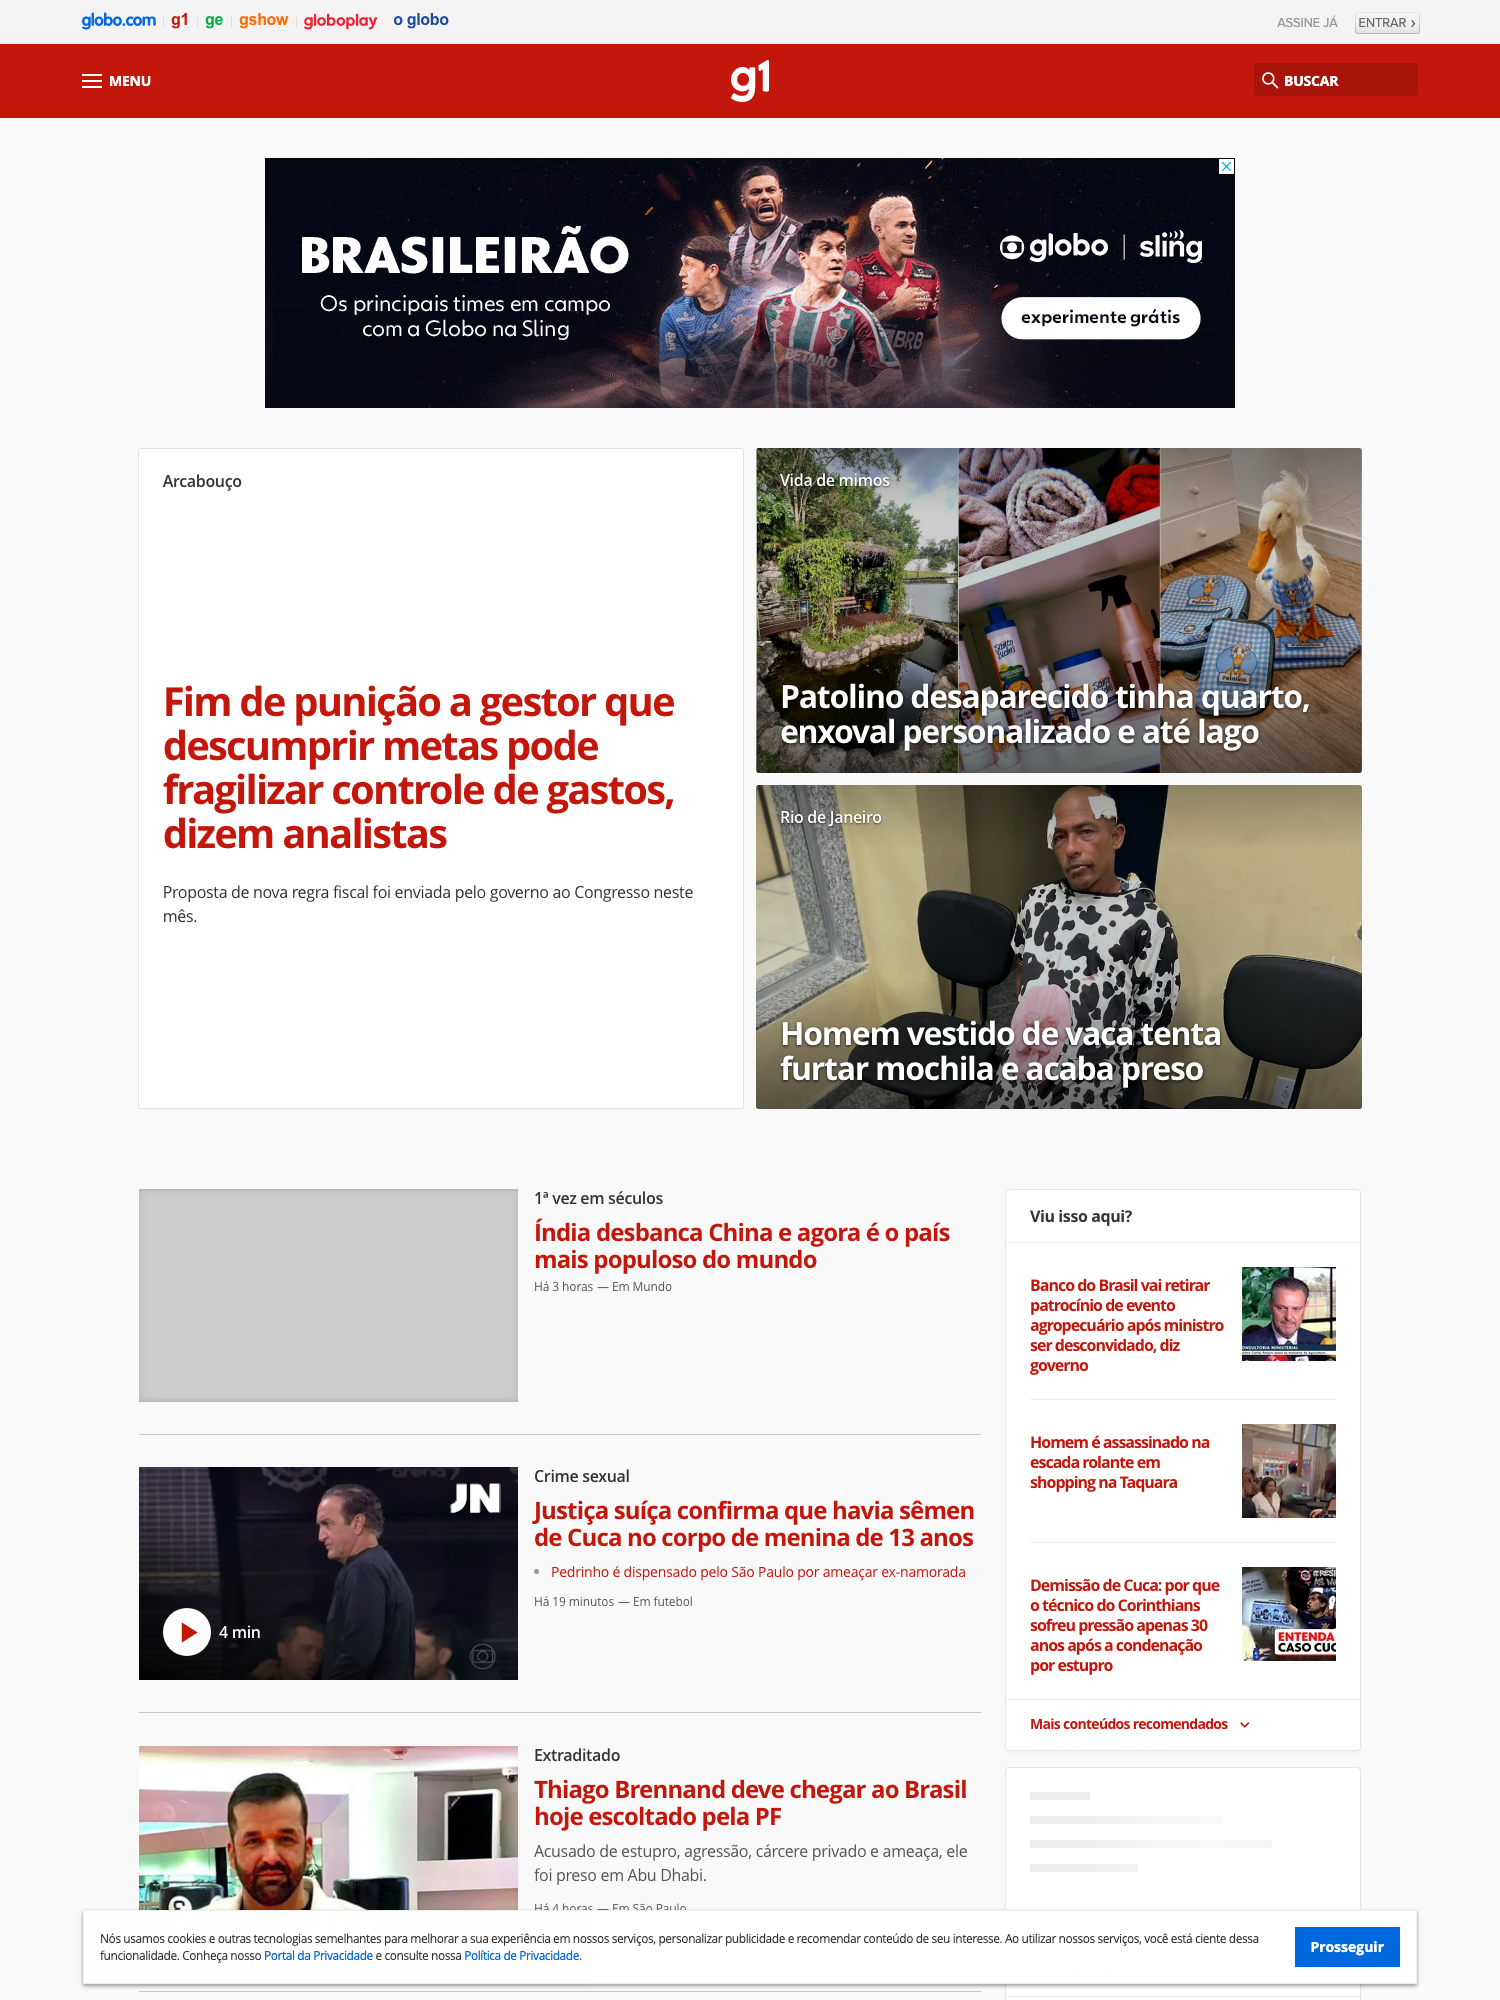 globo.com g1 ge gshow globoplay o globo
ASSINE JÁ ENTRAR ›
MENU
g1
BUSCAR
BRASILEIRÃO
Os principais times em campo
com a Globo na Sling
BETANO
BRB
globo | sling
experimente grátis
Arcabouço
Fim de punição a gestor que
descumprir metas pode
fragilizar controle de gastos,
dizem analistas
Proposta de nova regra fiscal foi enviada pelo governo ao Congresso neste
mês.
Vida de mimos
Patolino
Patolino desaparecido tinha quarto,
enxoval personalizado e até lago
Rio de Janeiro
Homem vestido de vaca tenta
furtar mochila e acaba preso
1ª vez em séculos
Índia desbanca China e agora é o país
mais populoso do mundo
Há 3 horas — Em Mundo
JN
4 min
Crime sexual
Justiça suíça confirma que havia sêmen
de Cuca no corpo de menina de 13 anos
Pedrinho é dispensado pelo São Paulo por ameaçar ex-namorada
Há 19 minutos — Em futebol
Extraditado
Thiago Brennand deve chegar ao Brasil
hoje escoltado pela PF
Acusado de estupro, agressão, cárcere privado e ameaça, ele
foi preso em Abu Dhabi.
Há 4 horas — Em São Paulo
Viu isso aqui?
Banco do Brasil vai retirar
patrocínio de evento
agropecuário após ministro
ser desconvidado, diz
governo
Homem é assassinado na
escada rolante em
shopping na Taquara
Demissão de Cuca: por que
o técnico do Corinthians
sofreu pressão apenas 30
anos após a condenação
por estupro
ENTENDA
CASO CUC
Mais conteúdos recomendados
Nós usamos cookies e outras tecnologias semelhantes para melhorar a sua experiência em nossos serviços, personalizar publicidade e recomendar conteúdo de seu interesse. Ao utilizar nossos serviços, você está ciente dessa
funcionalidade. Conheça nosso Portal da Privacidade e consulte nossa Política de Privacidade.
Prosseguir